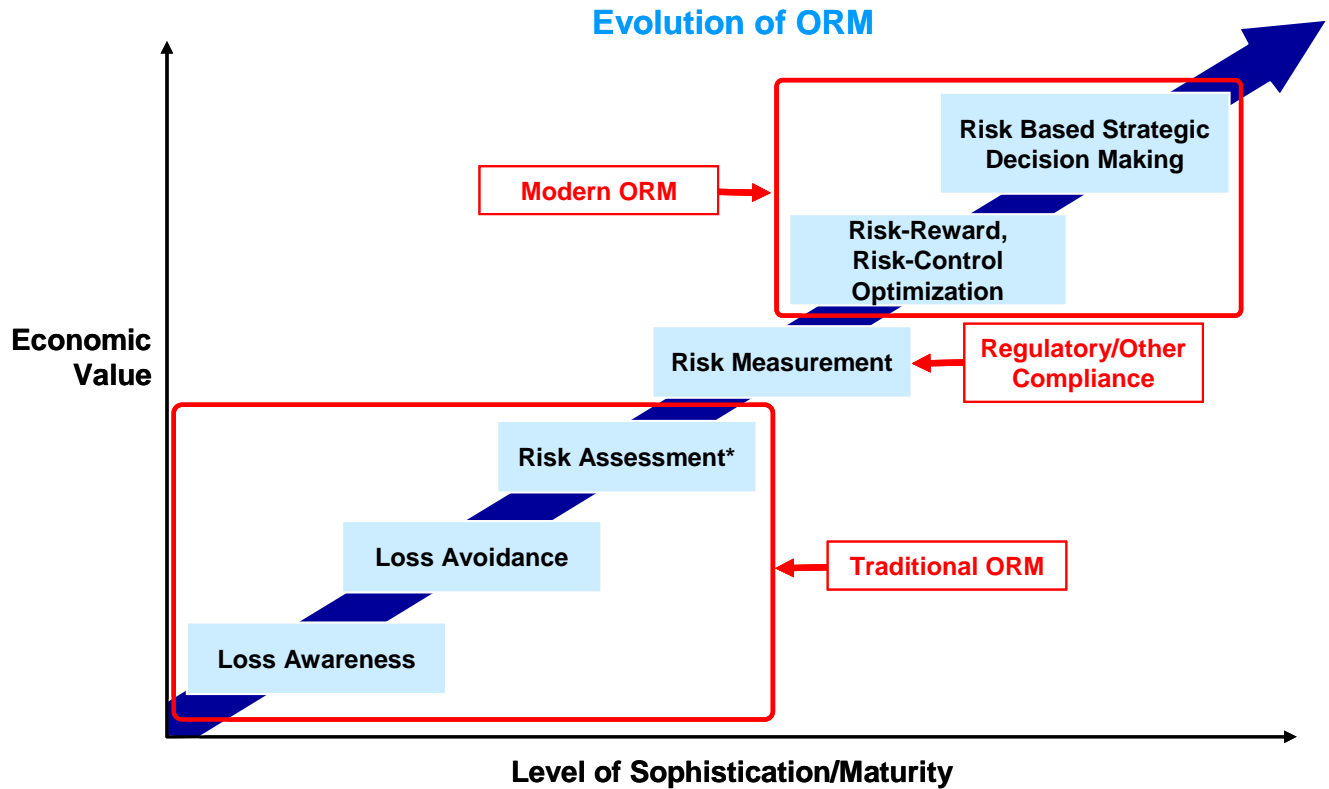 Evolution of ORM
Risk Based Strategic
Decision Making
Modern ORM
Risk-Reward,
Risk-Control
Optimization
Economic
Value
Risk Measurement
Regulatory/Other
Compliance
Risk Assessment*
Loss Avoidance
Traditional ORM
Loss Awareness
Level of Sophistication/Maturity